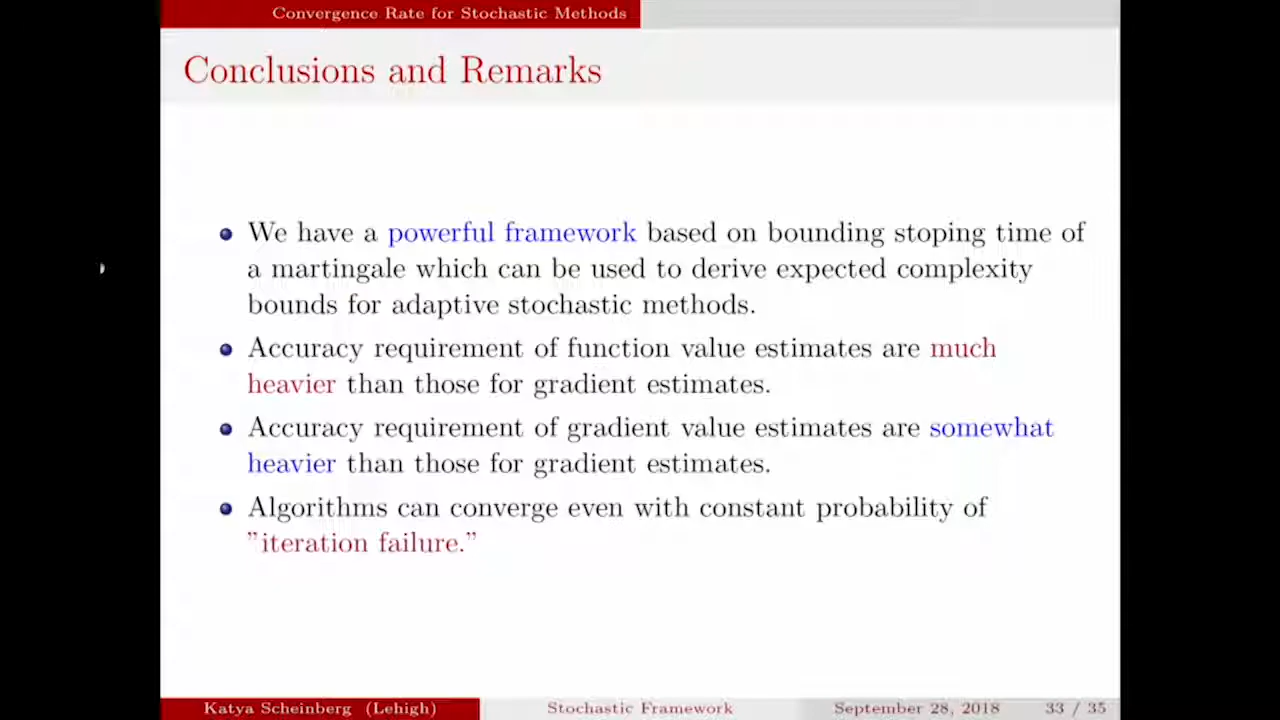 Convergence Rate for Stochastic Methods
Conclusions and Remarks
We have a powerful framework based on bounding stoping time of
a martingale which can be used to derive expected complexity
bounds for adaptive stochastic methods.
Accuracy requirement of function value estimates are much
heavier than those for gradient estimates.
Accuracy requirement of gradient value estimates are somewhat
heavier than those for gradient estimates.
Algorithms can converge even with constant probability of
"iteration failure."
Katya Scheinberg (Lehigh) Stochastic Framework September 28, 2018 33 / 35